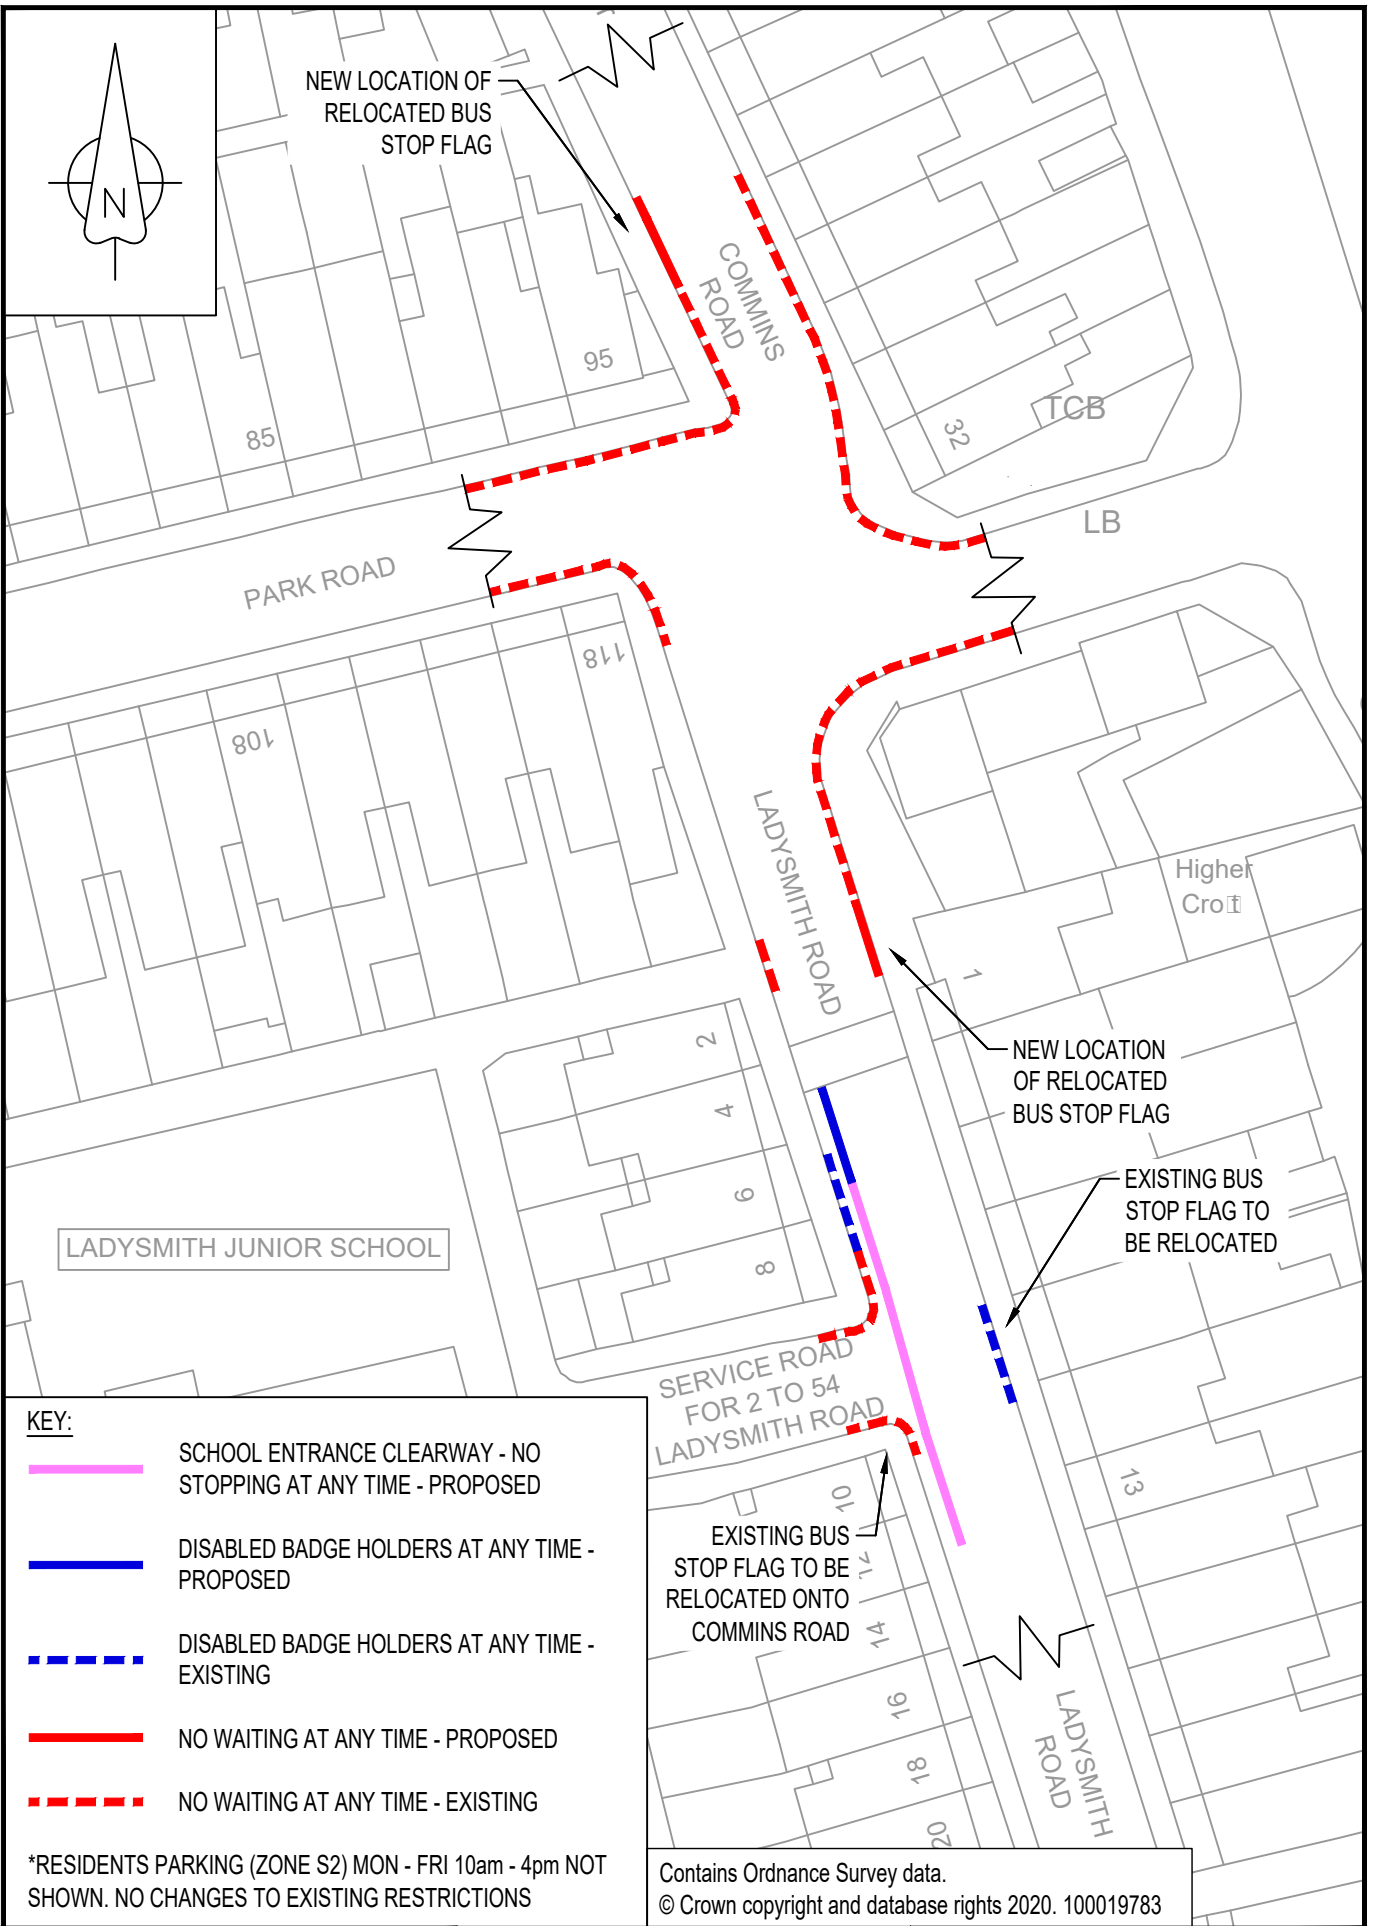 N
NEW LOCATION OF
RELOCATED BUS
STOP FLAG
COMMINS
ROAD
95
85
32
TCB
LB
PARK ROAD
118
108
LADYSMITH ROAD
Higher
1
2
4
6
8
NEW LOCATION
OF RELOCATED
BUS STOP FLAG
EXISTING BUS
STOP FLAG TO
BE RELOCATED
LADYSMITH JUNIOR SCHOOL
SERVICE ROAD
FOR 2 TO 54
LADYSMITH ROAD
13
10
EXISTING BUS
STOP FLAG TO BE
RELOCATED ONTO
COMMINS ROAD
12
14
16
18
20
LADYSMITH
ROAD
KEY:
SCHOOL ENTRANCE CLEARWAY - NO
STOPPING AT ANY TIME - PROPOSED
DISABLED BADGE HOLDERS AT ANY TIME -
PROPOSED
DISABLED BADGE HOLDERS AT ANY TIME -
EXISTING
NO WAITING AT ANY TIME - PROPOSED
NO WAITING AT ANY TIME - EXISTING
*RESIDENTS PARKING (ZONE S2) MON - FRI 10am - 4pm NOT
SHOWN. NO CHANGES TO EXISTING RESTRICTIONS
Contains Ordnance Survey data.
© Crown copyright and database rights 2020. 100019783